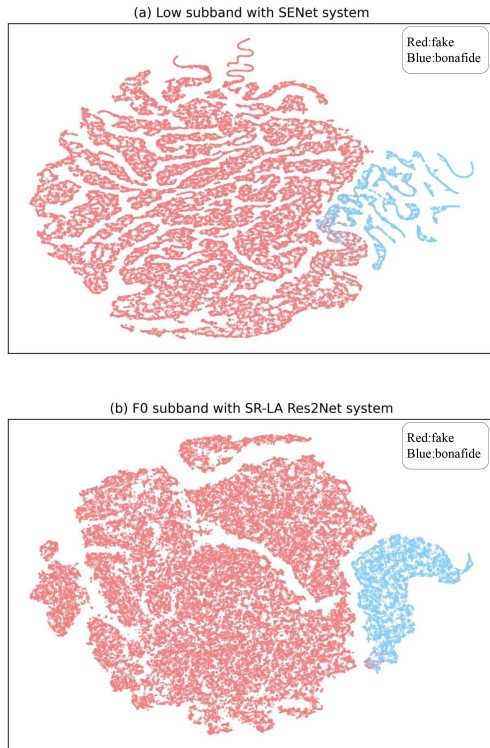 (a) Low subband with SENet system
Red:fake
Blue:bonafide
(b) F0 subband with SR-LA Res2Net system
Red:fake
Blue:bonafide